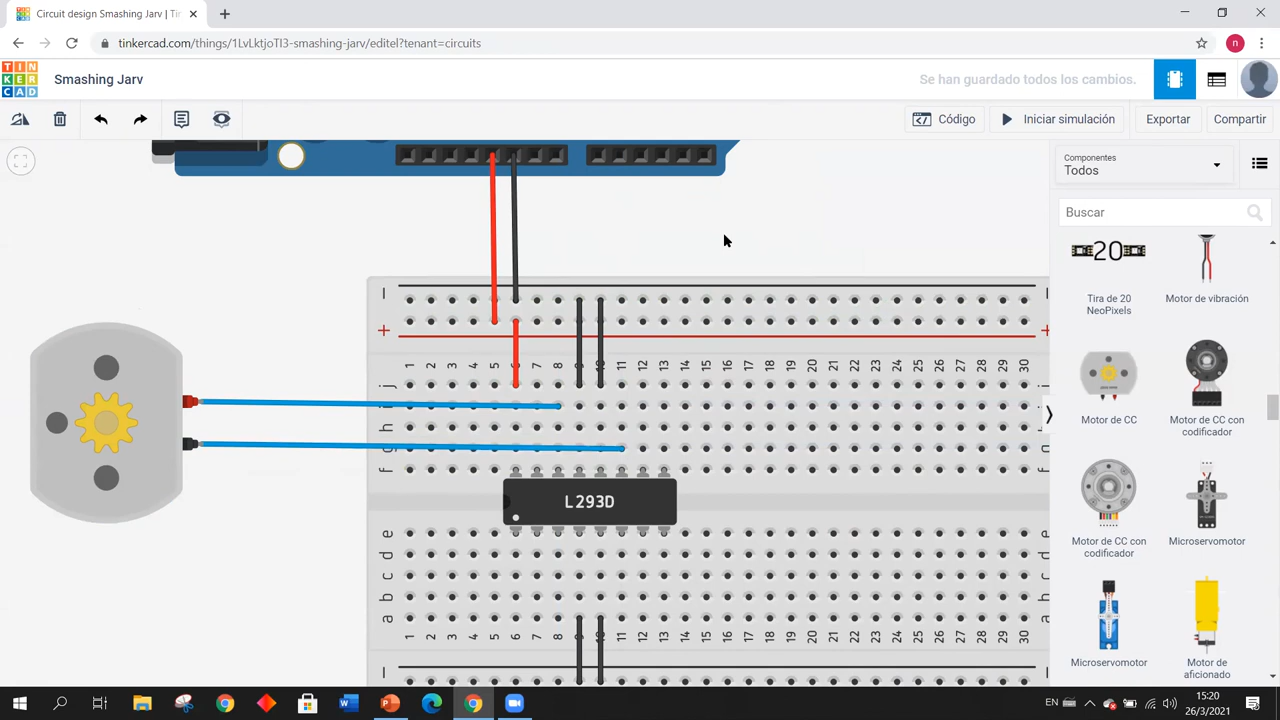 Circuit design Smashing Jarv | Tin
tinkercad.com/things/1LvLktjoTI3-smashing-jarv/editel?tenant=circuits
n
TIN
KER
CAD
Smashing Jarv
Se han guardado todos los cambios.
Código
Iniciar simulación
Exportar
Compartir
Componentes
Todos
Buscar
20
Tira de 20
NeoPixels
Motor de vibración
Motor de CC
Motor de CC con
codificador
Motor de CC con
codificador
Microservomotor
Microservomotor
Motor de
aficionado
+
+
1 2 3 4 5 6 7 8 9 10 11 12 13 14 15 16 17 18 19 20 21 22 23 24 25 26 27 28 29 30
j
h
g
f
L293D
e
d
c
b
a
1 2 3 4 5 6 7 8 9 10 11 12 13 14 15 16 17 18 19 20 21 22 23 24 25 26 27 28 29 30
EN
15:20
26/3/2021